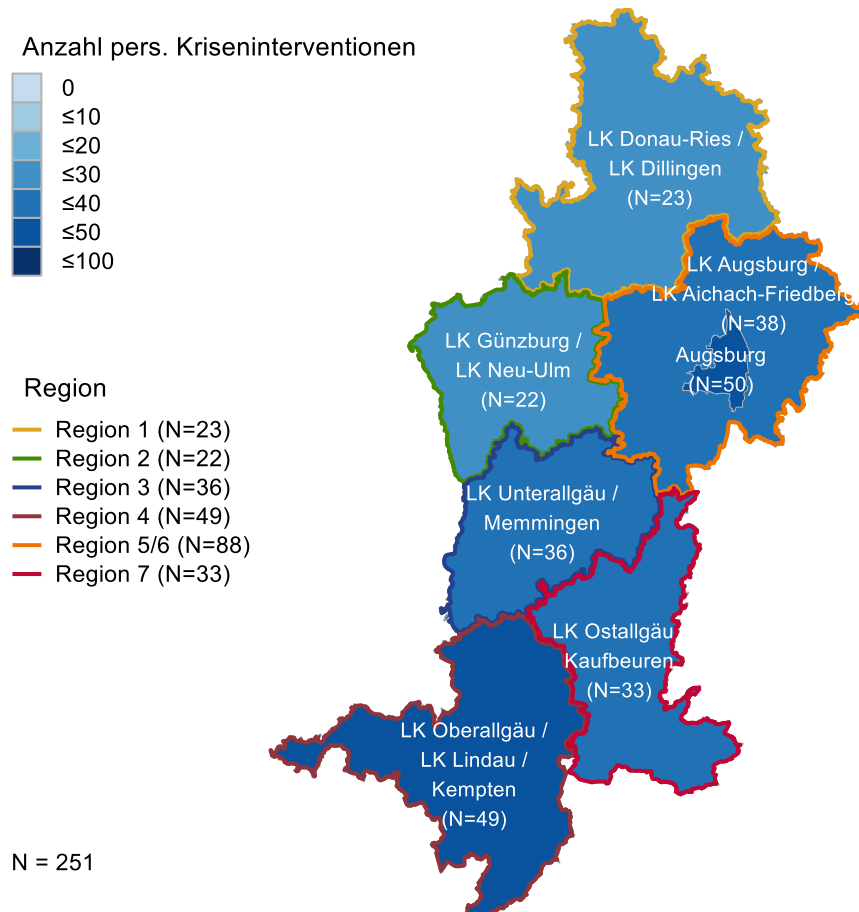 Anzahl pers. Kriseninterventionen
0
≤10
≤20
≤30
≤40
≤50
≤100
LK Donau-Ries /
LK Dillingen
(N=23)
LK Augsburg /
LK Aichach-Friedberg
(N=38)
Augsburg
(N=50)
LK Günzburg /
LK Neu-Ulm
(N=22)
Region
Region 1 (N=23)
Region 2 (N=22)
Region 3 (N=36)
Region 4 (N=49)
Region 5/6 (N=88)
Region 7 (N=33)
LK Unterallgäu /
Memmingen
(N=36)
LK Ostallgäu
Kaufbeuren
(N=33)
LK Oberallgäu /
LK Lindau /
Kempten
(N=49)
N = 251